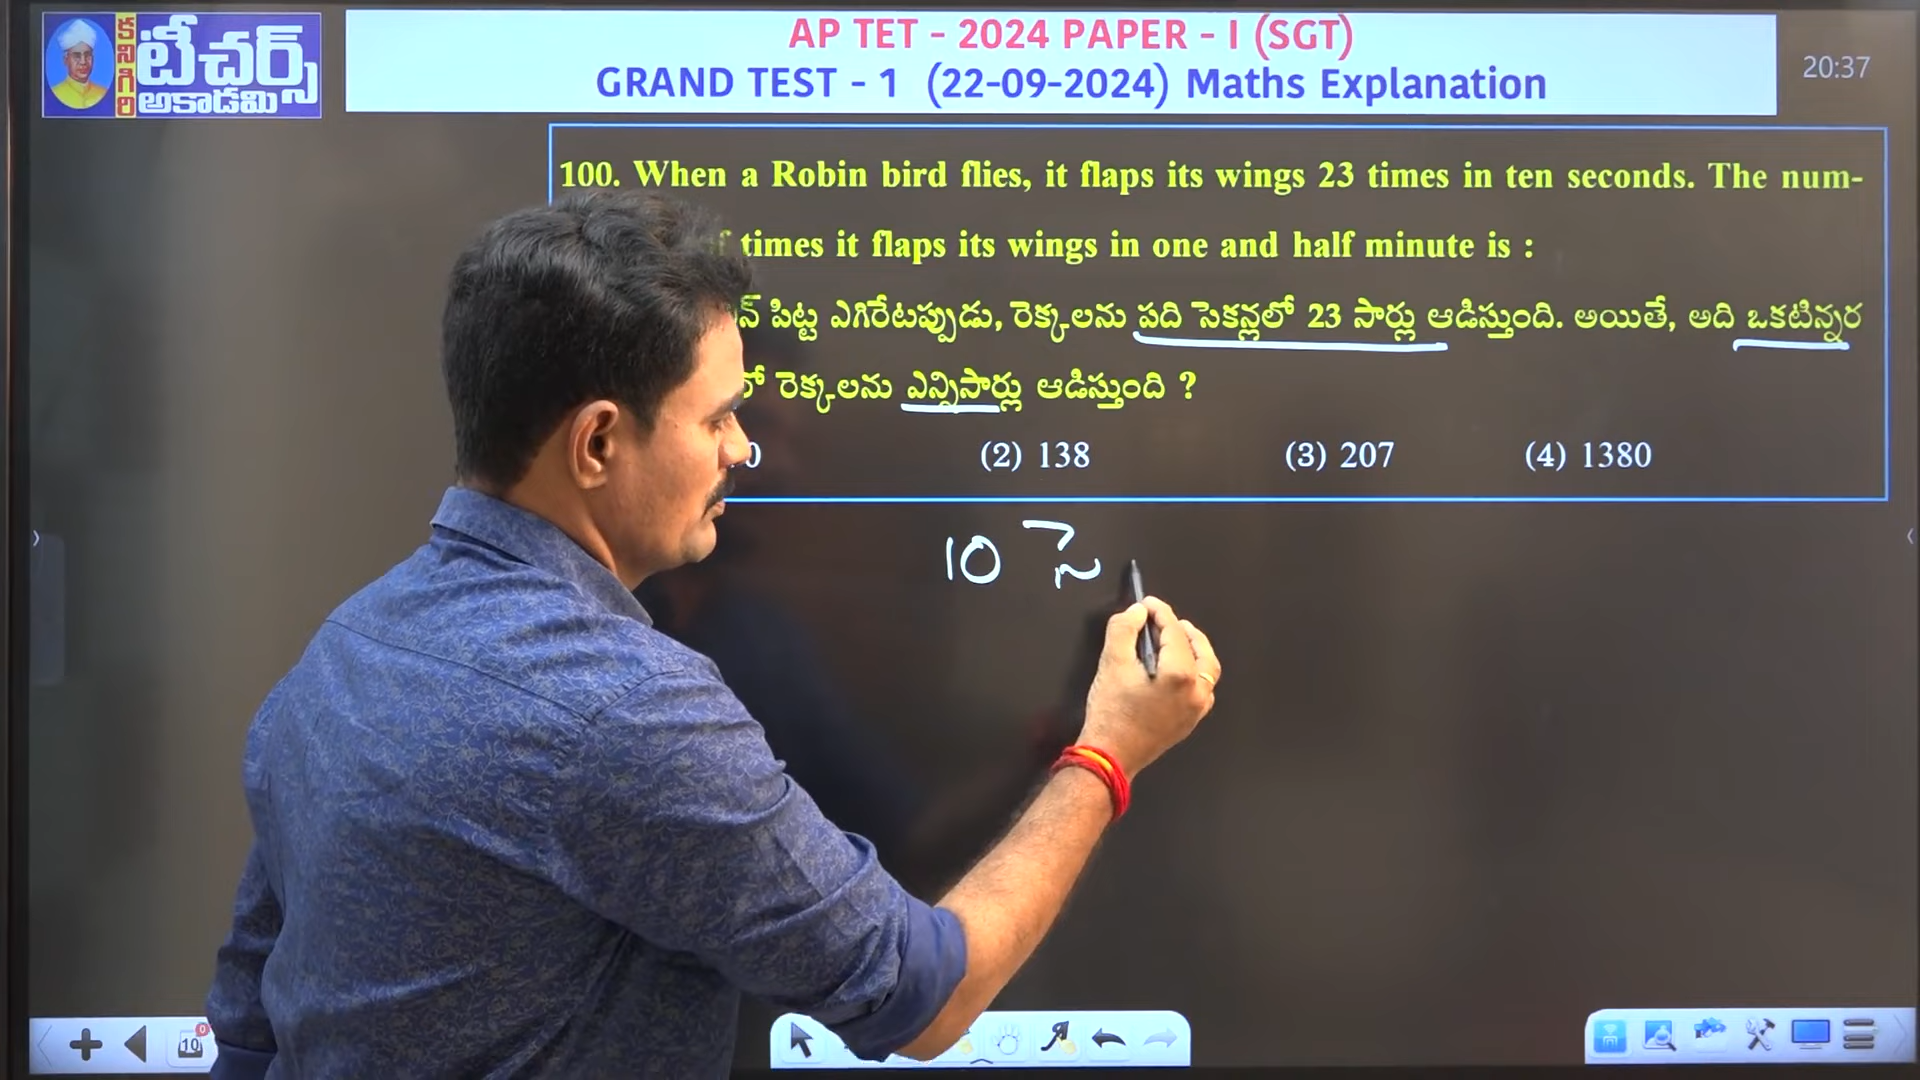 కనిగిరి
టీచర్స్
అకాడమి
AP TET - 2024 PAPER - I (SGT)
GRAND TEST - 1 (22-09-2024) Maths Explanation
20:37
100. When a Robin bird flies, it flaps its wings 23 times in ten seconds. The num-
times it flaps its wings in one and half minute is :
పిట్ట ఎగిరేటప్పుడు, రెక్కలను పది సెకన్లలో 23 సార్లు ఆడిస్తుంది. అయితే, అది ఒకటిన్నర
రెక్కలను ఎన్నిసార్లు ఆడిస్తుంది ?
(2) 138 (3) 207 (4) 1380
10 సె
10
0